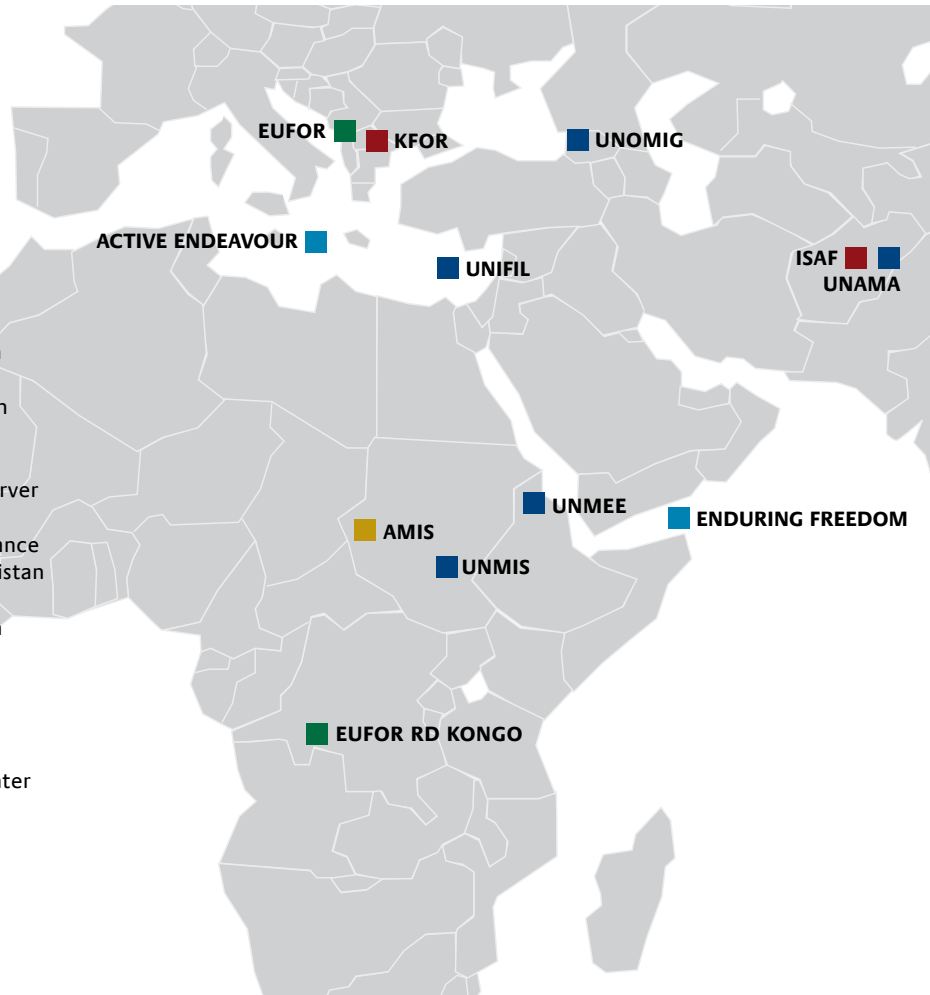 EUFOR
KFOR
UNOMIG
ACTIVE ENDEAVOUR
UNIFIL
ISAF
UNAMA
rver
ance
istan
UNMEE
ENDURING FREEDOM
AMIS
UNMIS
EUFOR RD KONGO
ter